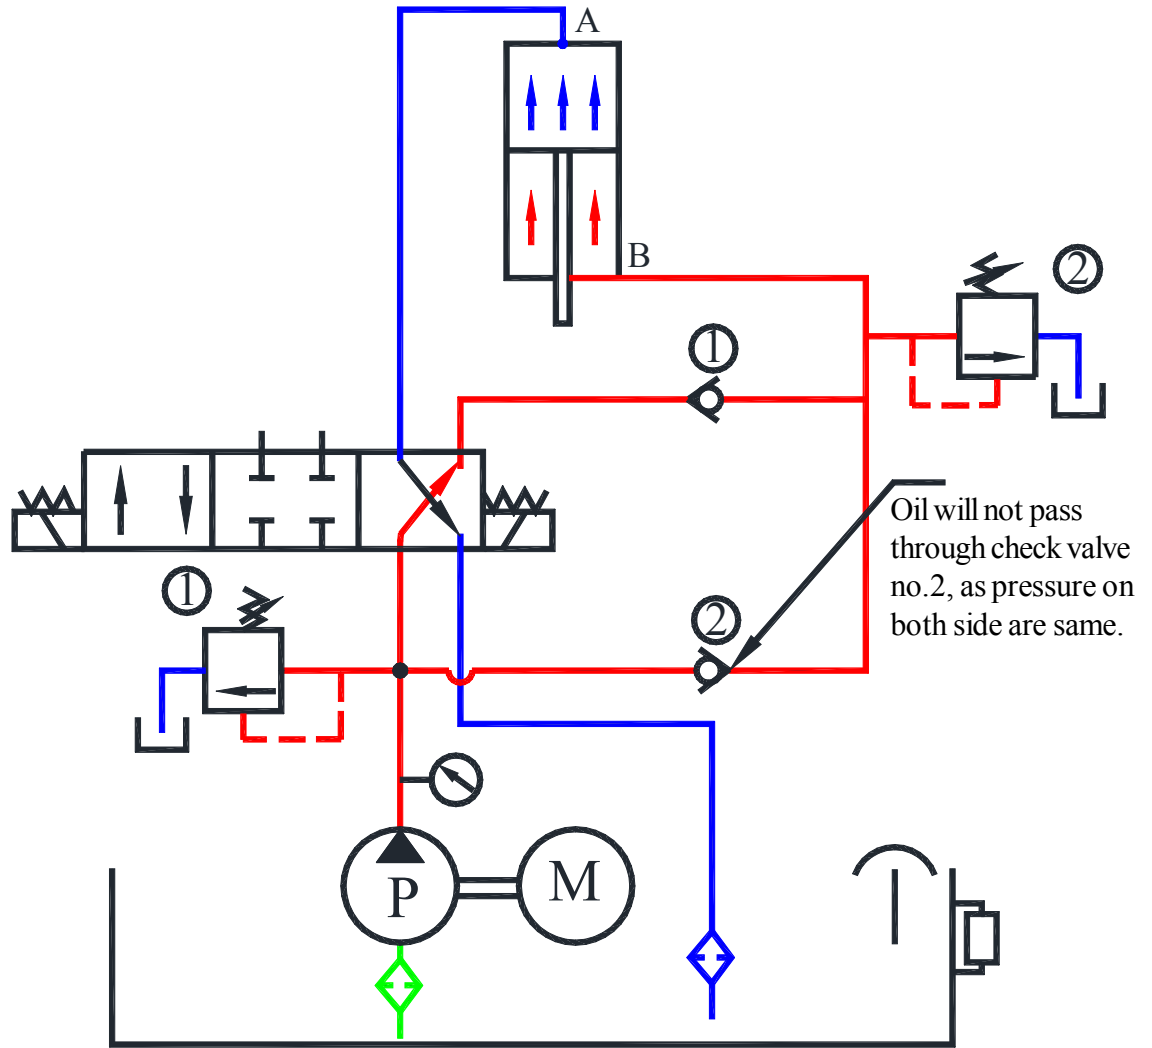 A
B
2
1
Oil will not pass
through check valve
no.2, as pressure on
both side are same.
1
2
P
M